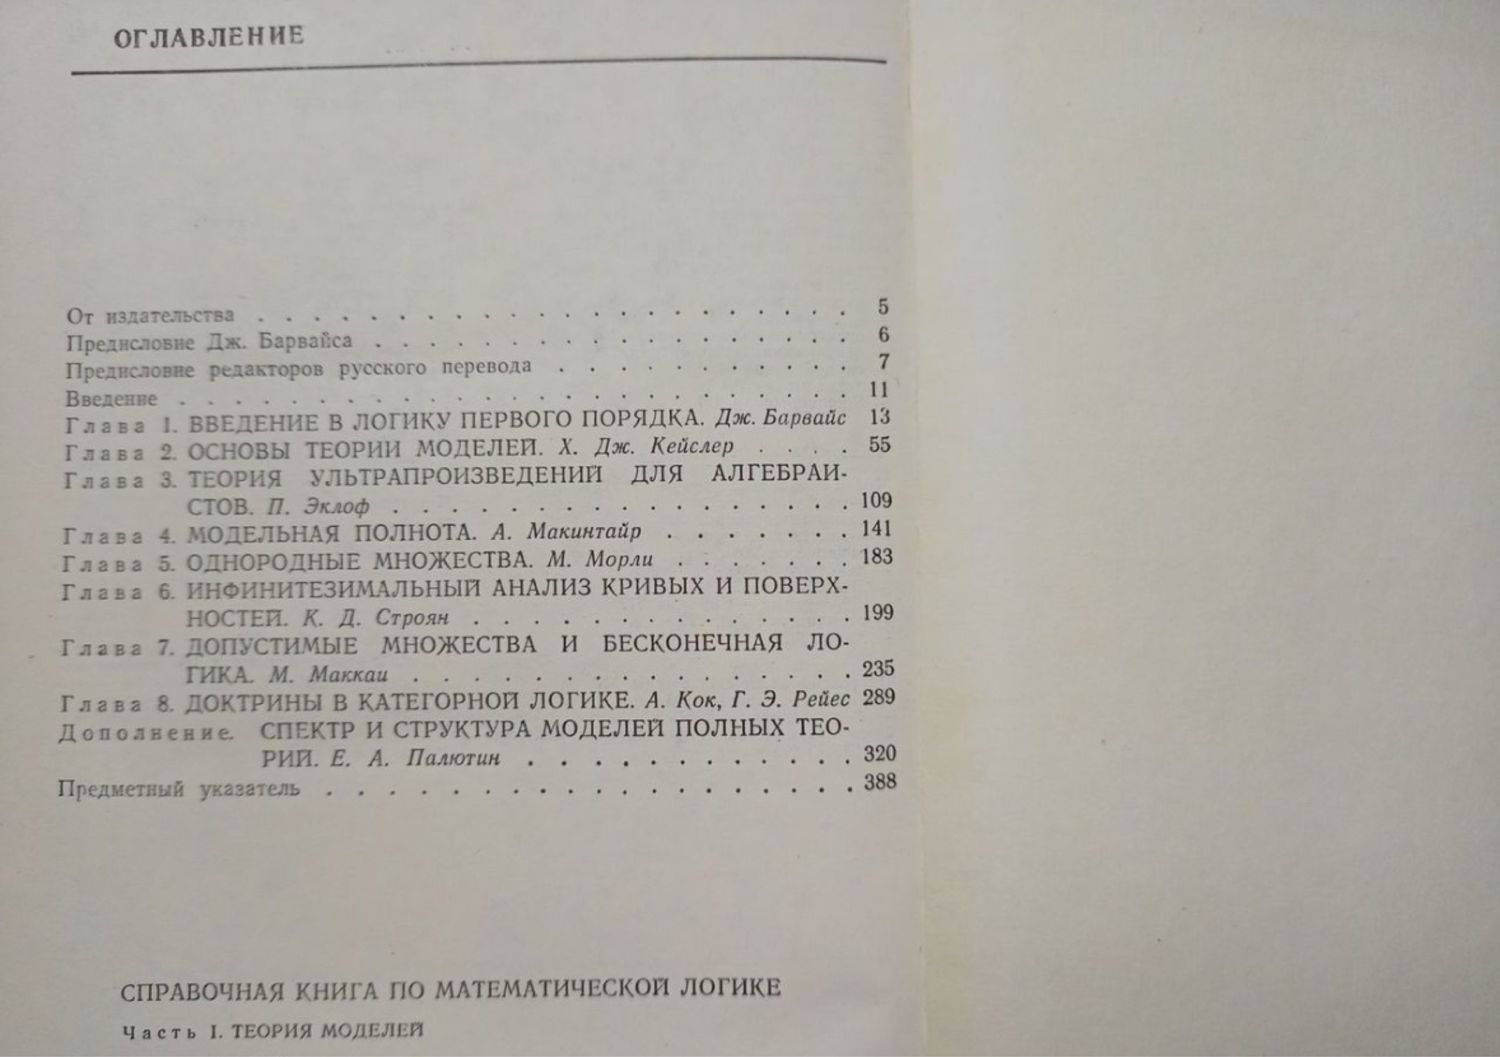 ОГЛАВЛЕНИЕ
От издательства . . . . . . . . . . . . . . . . . . . . . . 5
Предисловие Дж. Барвайса . . . . . . . . . . . . . . . . . . 6
Предисловие редакторов русского перевода . . . . . . . . . . . 7
Введение . . . . . . . . . . . . . . . . . . . . . . . . 11
Глава 1. ВВЕДЕНИЕ В ЛОГИКУ ПЕРВОГО ПОРЯДКА. Дж. Барвайс 13
Глава 2. ОСНОВЫ ТЕОРИИ МОДЕЛЕЙ. Х. Дж. Кейслер . . . . 55
Глава 3. ТЕОРИЯ УЛЬТРАПРОИЗВЕДЕНИЙ ДЛЯ АЛГЕБРАИ-
СТОВ. П. Эклоф . . . . . . . . . . . . . . . . . 109
Глава 4. МОДЕЛЬНАЯ ПОЛНОТА. А. Макинтайр . . . . . . . 141
Глава 5. ОДНОРОДНЫЕ МНОЖЕСТВА. М. Морли . . . . . . . 183
Глава 6. ИНФИНИТЕЗИМАЛЬНЫЙ АНАЛИЗ КРИВЫХ И ПОВЕРХ-
НОСТЕЙ. К. Д. Строян . . . . . . . . . . . . . . 199
Глава 7. ДОПУСТИМЫЕ МНОЖЕСТВА И БЕСКОНЕЧНАЯ ЛО-
ГИКА. М. Маккаи . . . . . . . . . . . . . . . . 235
Глава 8. ДОКТРИНЫ В КАТЕГОРНОЙ ЛОГИКЕ. А. Кок, Г. Э. Рейес 289
Дополнение. СПЕКТР И СТРУКТУРА МОДЕЛЕЙ ПОЛНЫХ ТЕО-
РИЙ. Е. А. Палютин . . . . . . . . . . . . 320
Предметный указатель . . . . . . . . . . . . . . . . . . 388
СПРАВОЧНАЯ КНИГА ПО МАТЕМАТИЧЕСКОЙ ЛОГИКЕ
Часть I. ТЕОРИЯ МОДЕЛЕЙ